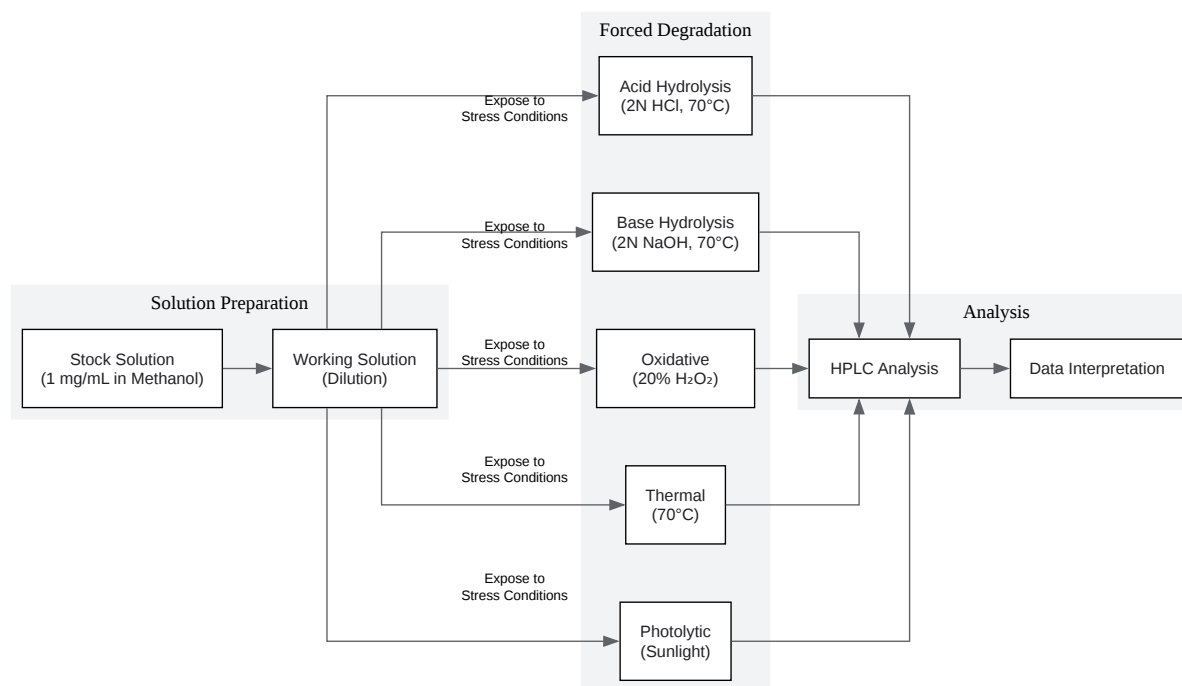 Forced Degradation
Acid Hydrolysis
(2N HCl, 70°C)
Expose to
Stress Conditions
Base Hydrolysis
(2N NaOH, 70°C)
Expose to
Stress Conditions
Solution Preparation
Stock Solution
(1 mg/mL in Methanol)
Working Solution
(Dilution)
Expose to
Stress Conditions
Oxidative
(20% H₂O₂)
Analysis
HPLC Analysis
Data Interpretation
Expose to
Stress Conditions
Thermal
(70°C)
Expose to
Stress Conditions
Photolytic
(Sunlight)